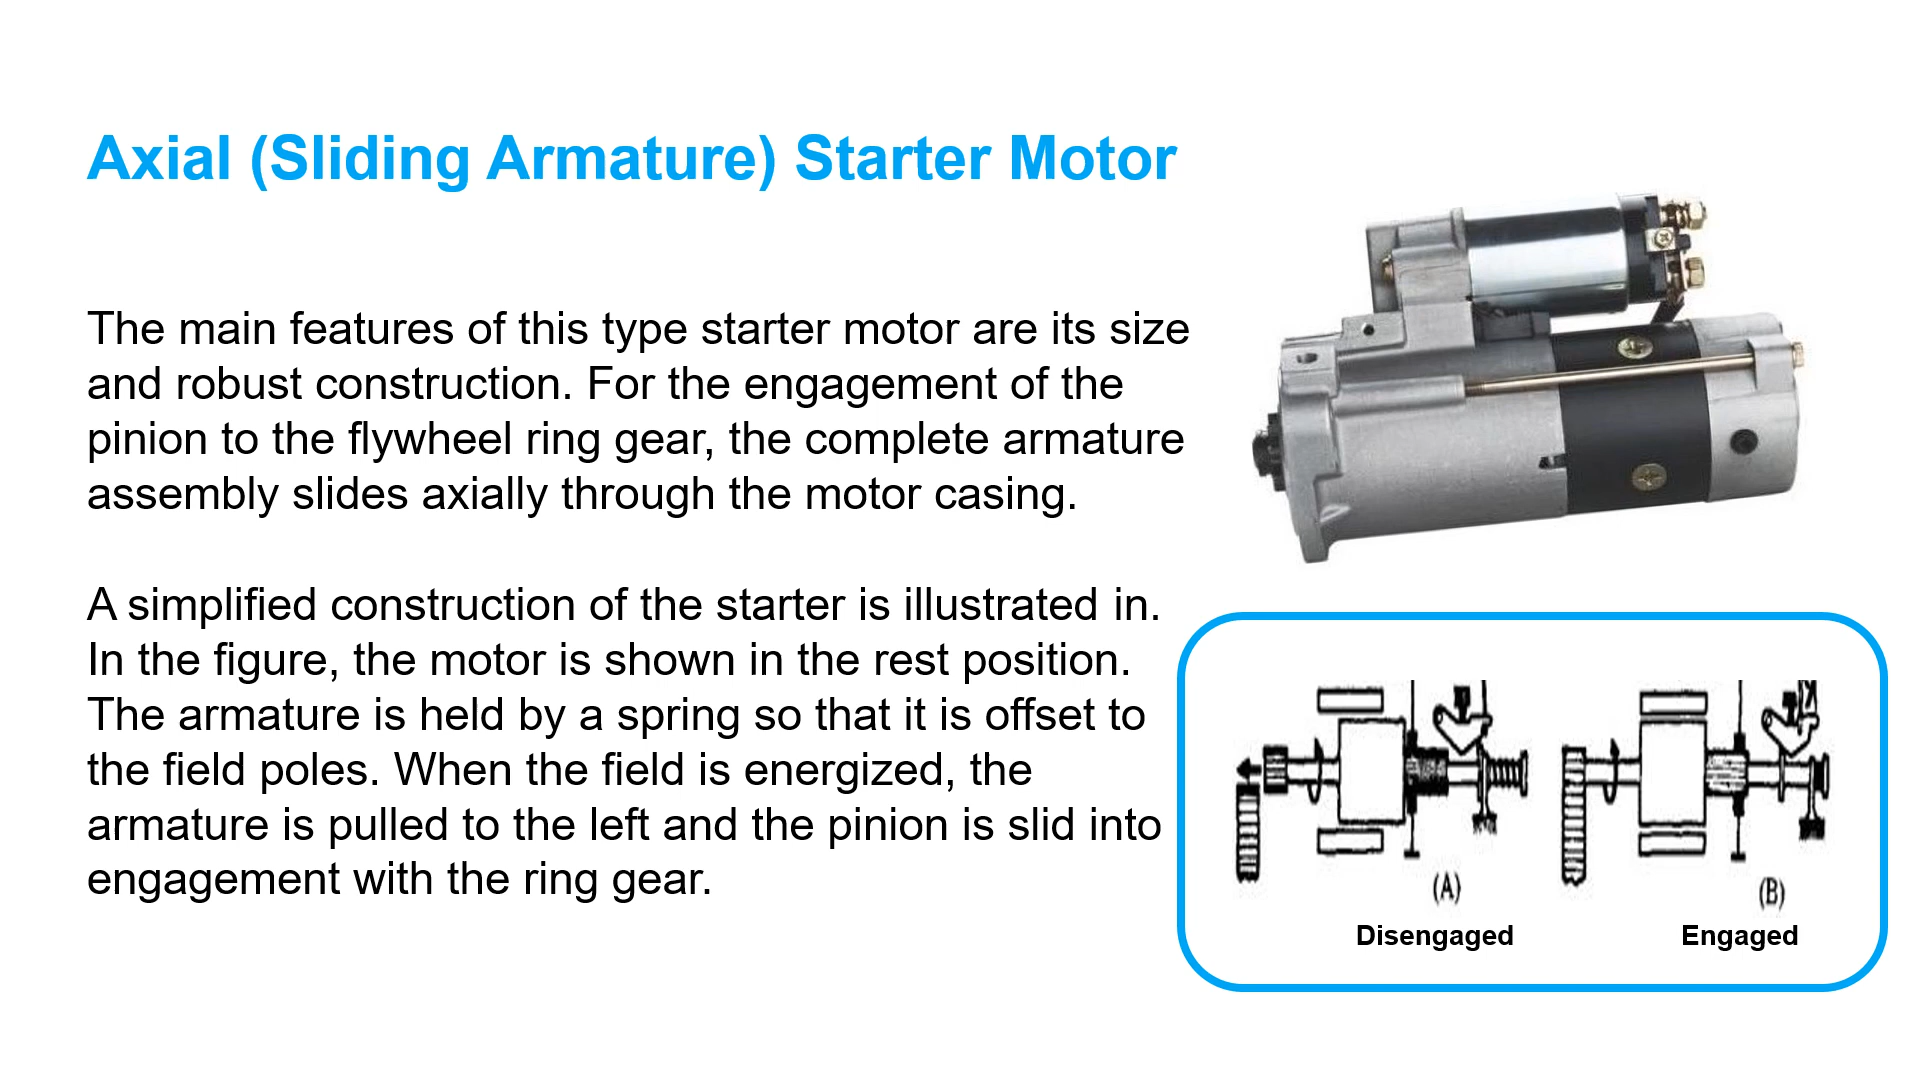 Axial (Sliding Armature) Starter Motor
The main features of this type starter motor are its size
and robust construction. For the engagement of the
pinion to the flywheel ring gear, the complete armature
assembly slides axially through the motor casing.
A simplified construction of the starter is illustrated in.
In the figure, the motor is shown in the rest position.
The armature is held by a spring so that it is offset to
the field poles. When the field is energized, the
armature is pulled to the left and the pinion is slid into
engagement with the ring gear.
(A)
(B)
Disengaged
Engaged